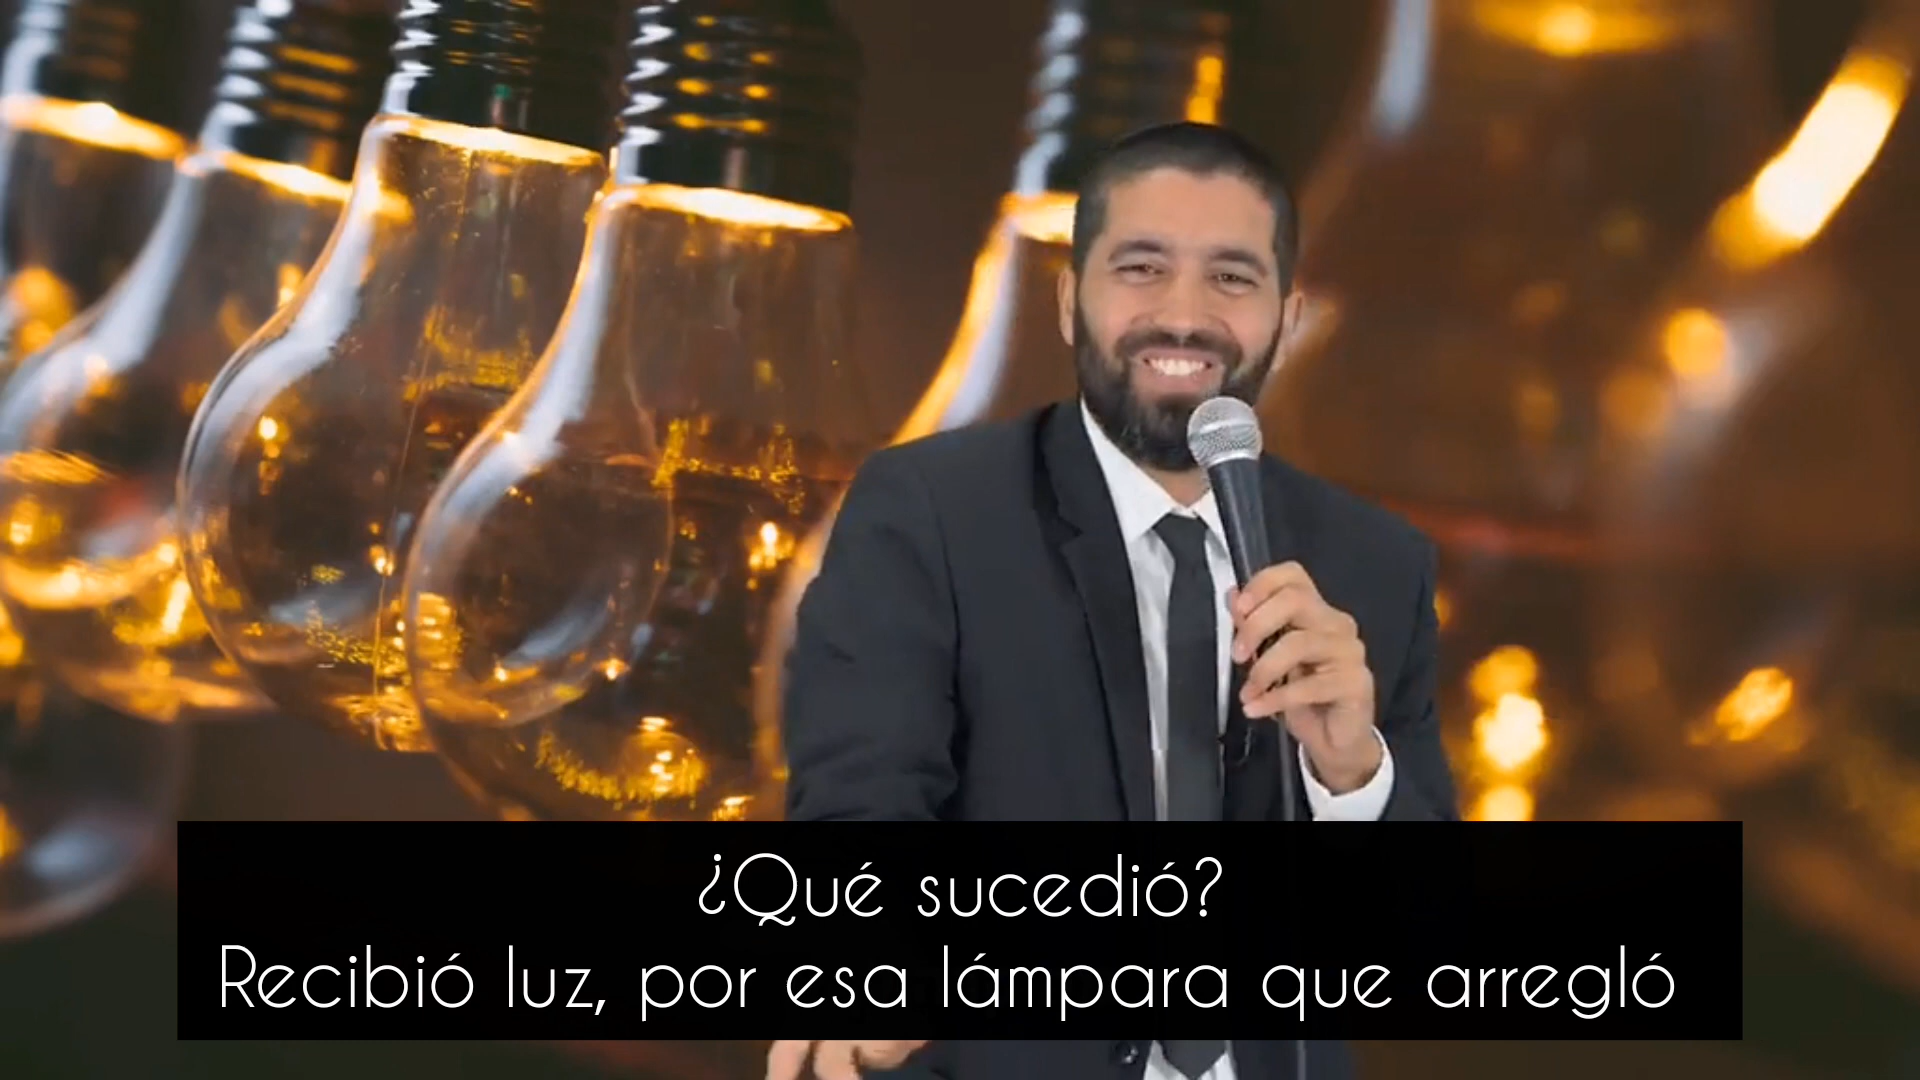 ¿Qué sucedió?
Recibió luz, por esa lámpara que arregló